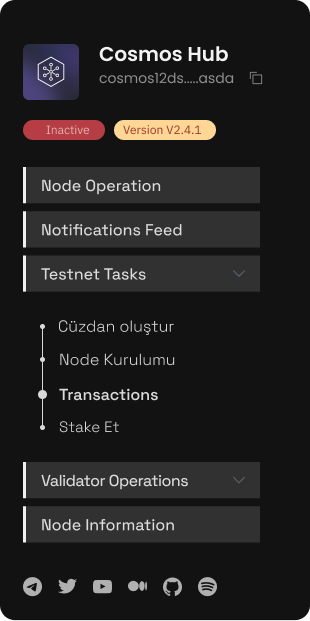 Cosmos Hub
cosmos12ds.....asda
Inactive
Version V2.4.1
Node Operation
Notifications Feed
Testnet Tasks
Cüzdan oluştur
Node Kurulumu
Transactions
Stake Et
Validator Operations
Node Information